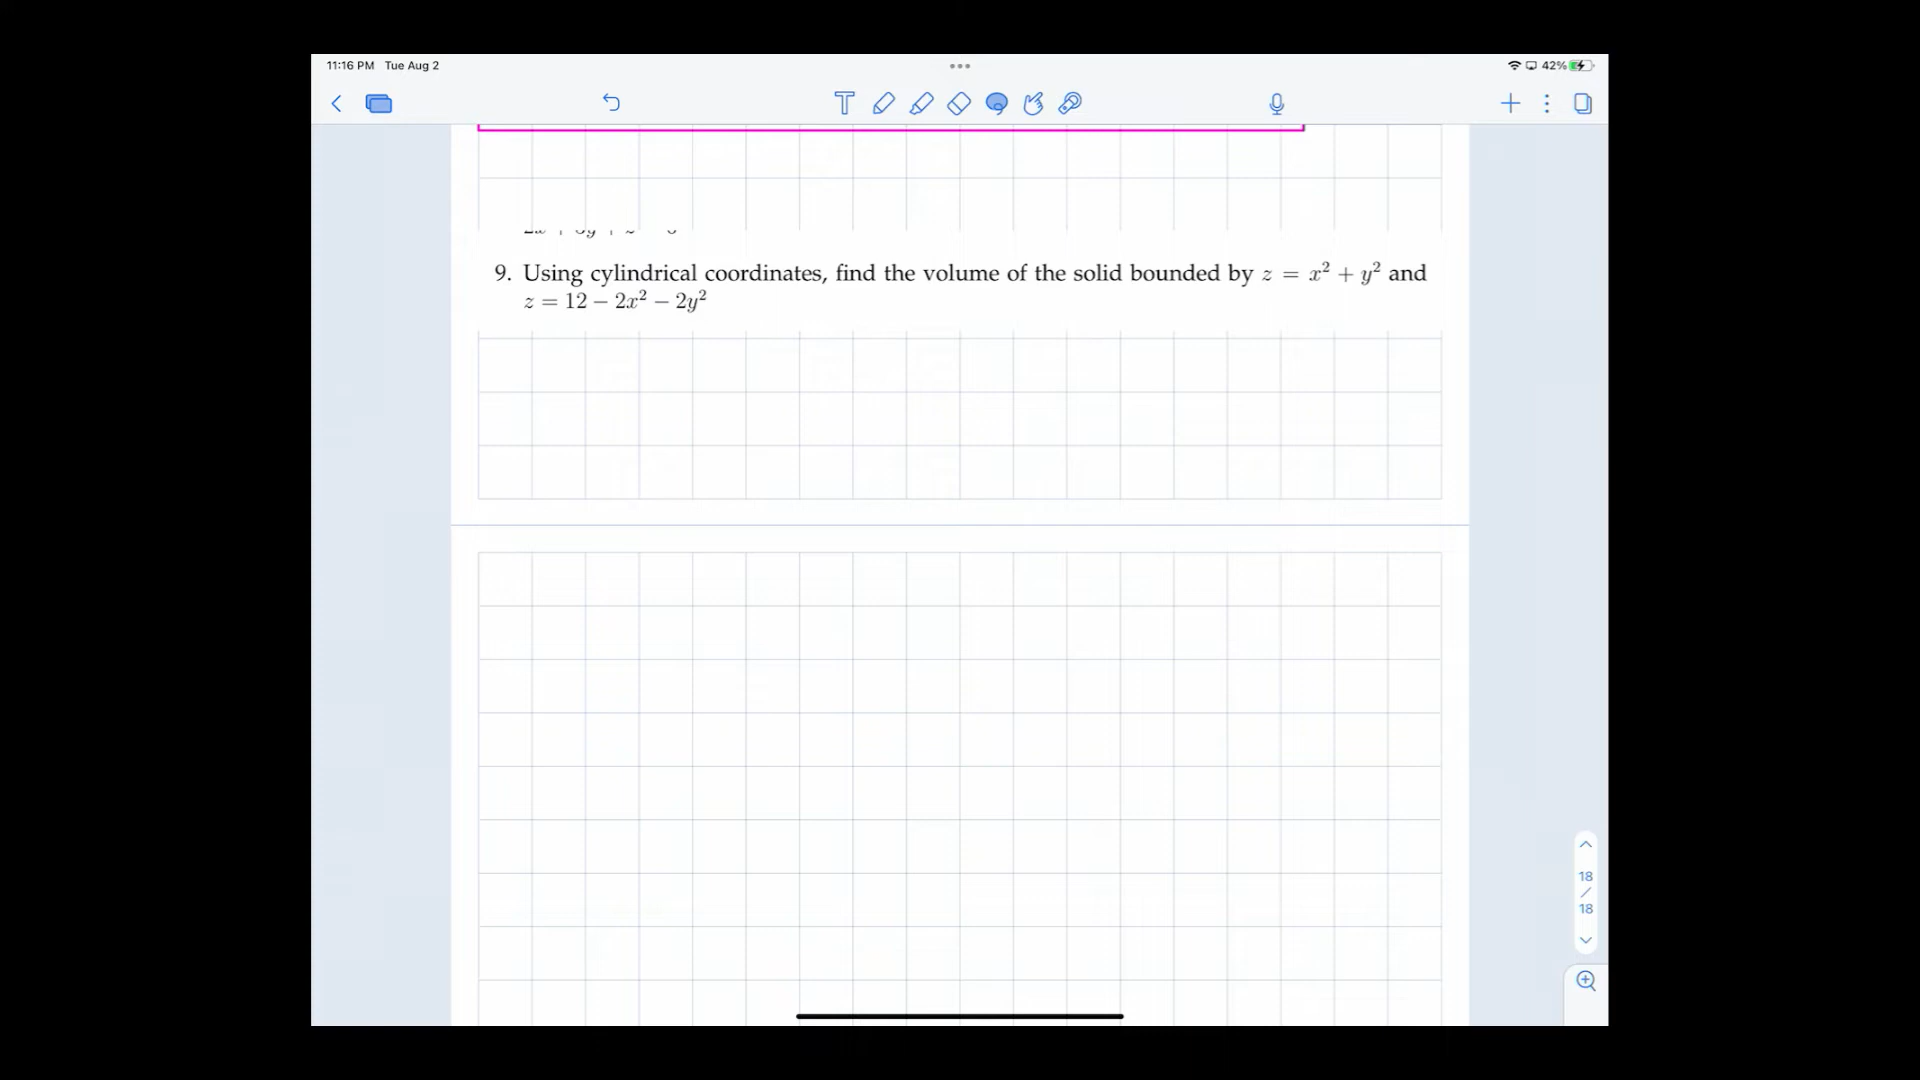 11:16 PM Tue Aug 2
42%
9. Using cylindrical coordinates, find the volume of the solid bounded by z = x² + y² and
z = 12 − 2x² − 2y²
18
/
18